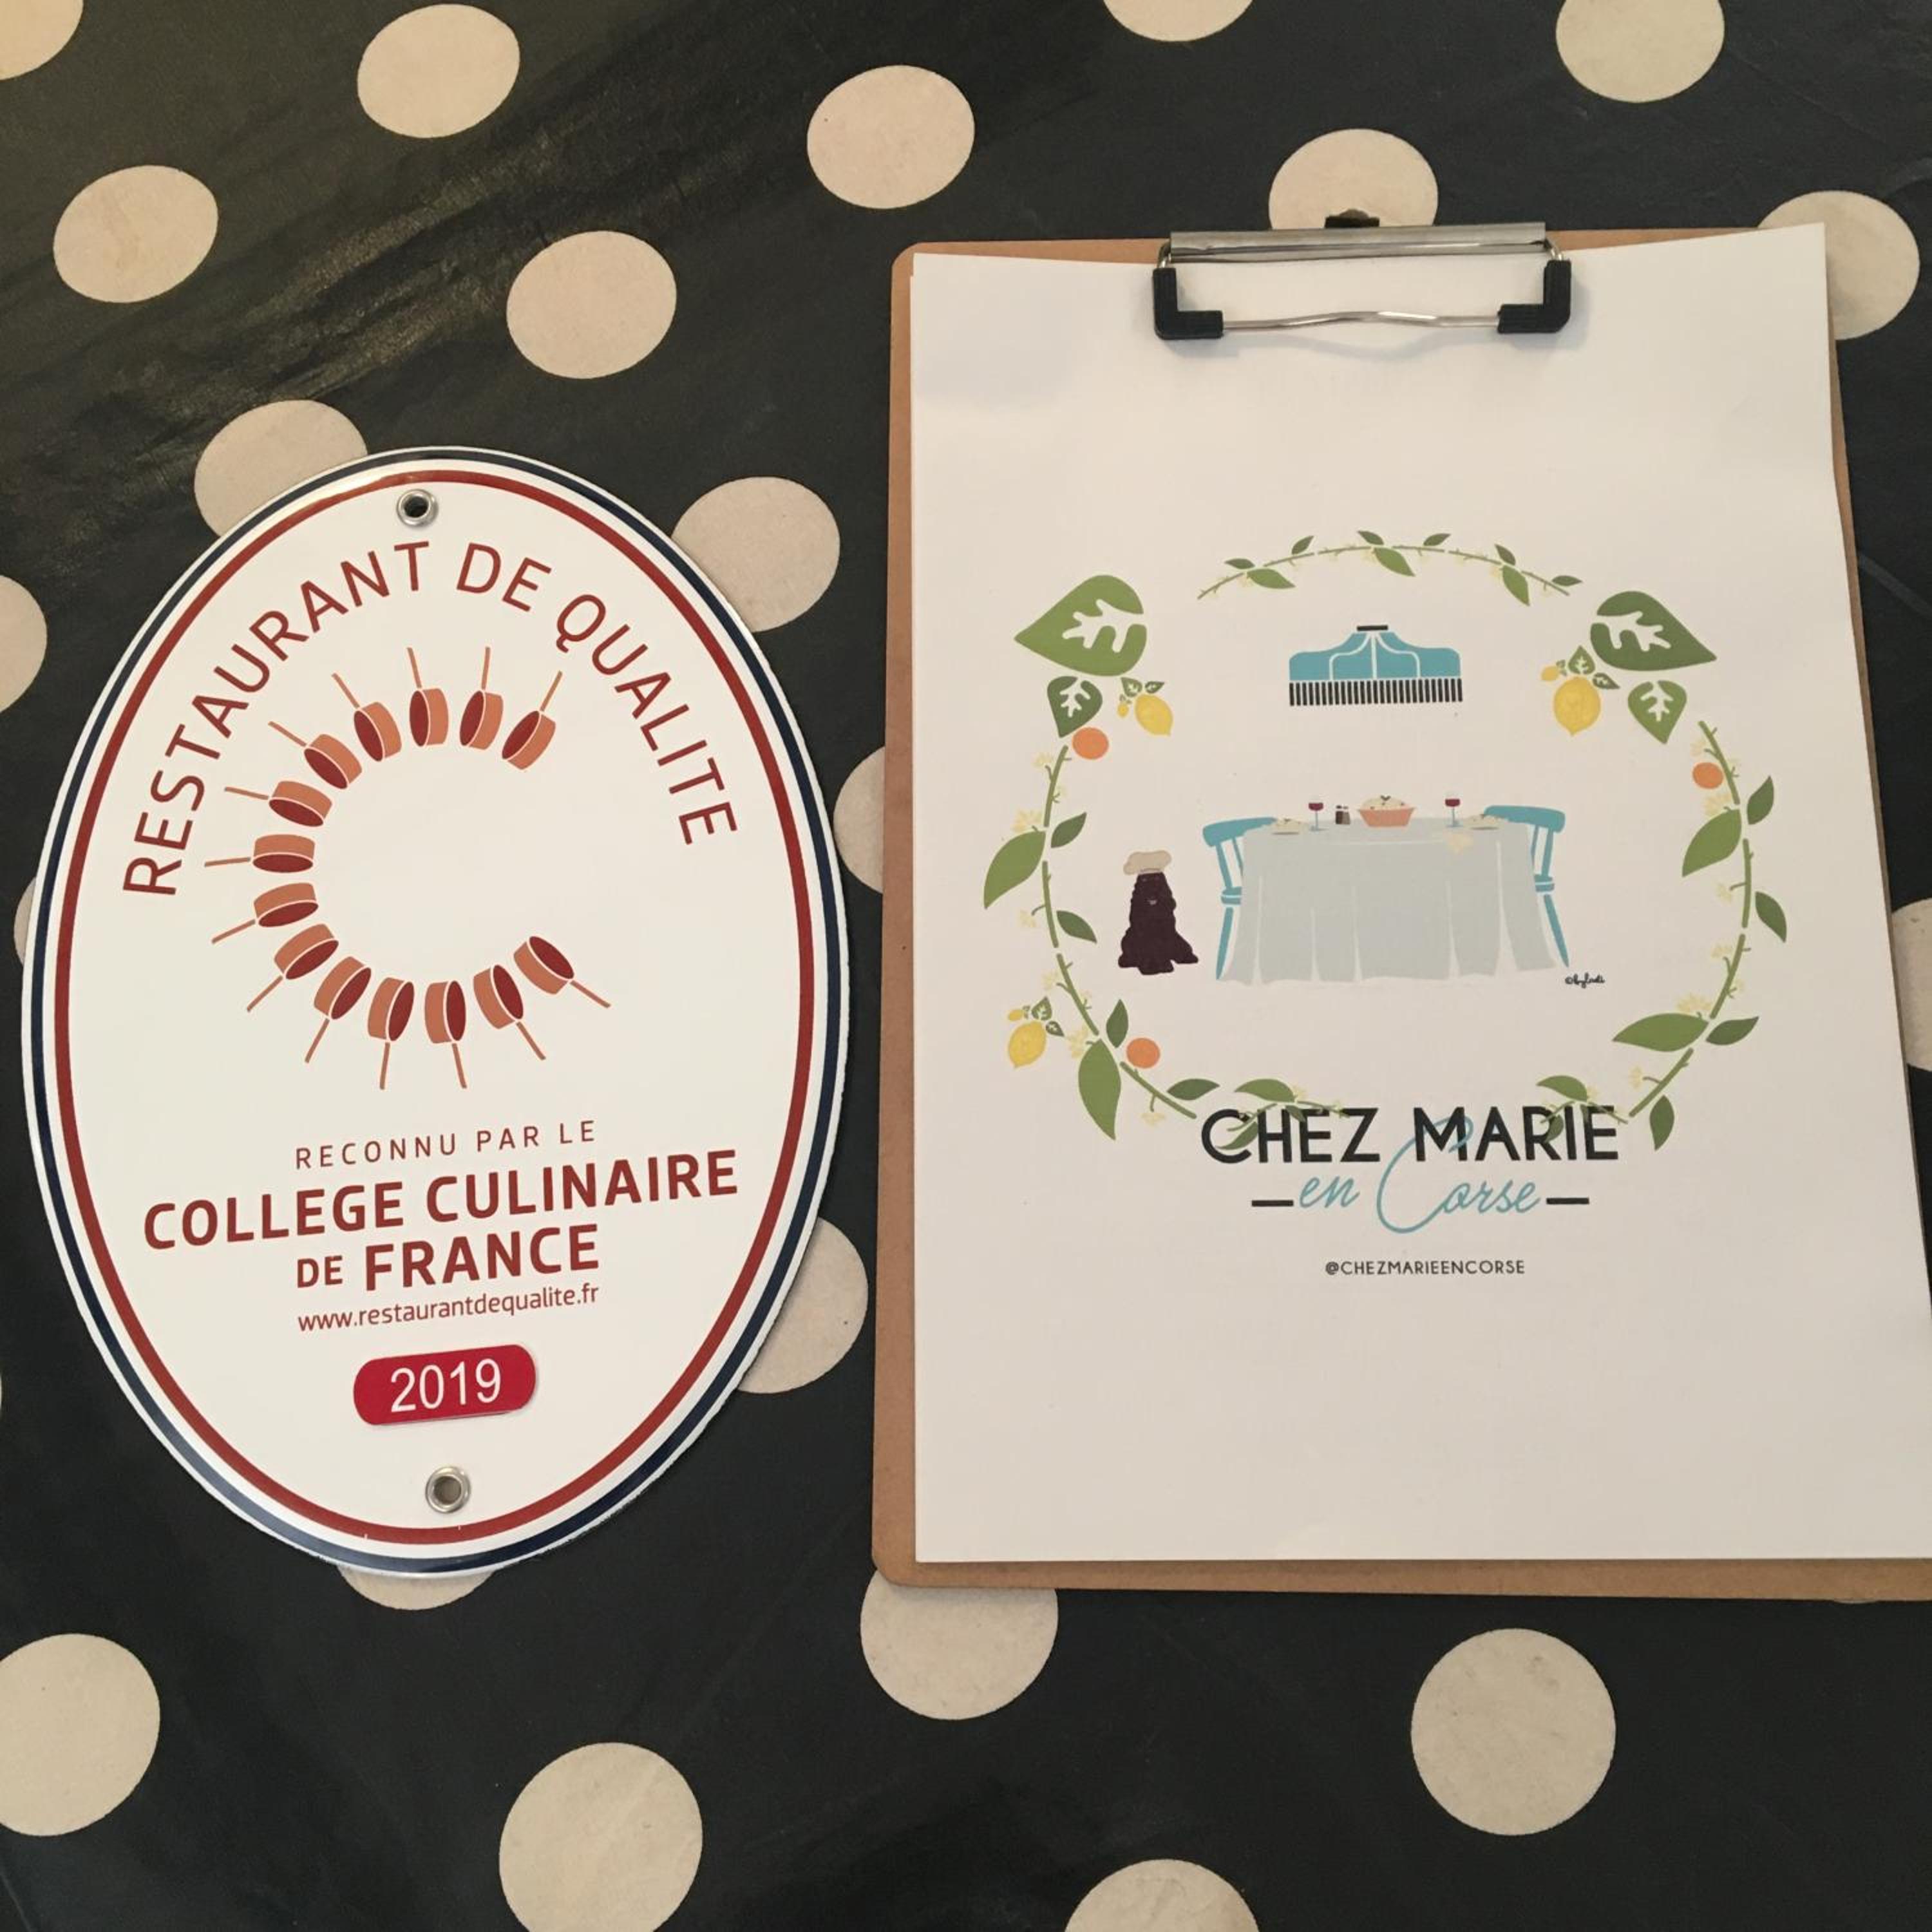 RESTAURANT DE QUALITE
RECONNU PAR LE
COLLEGE CULINAIRE
DE FRANCE
www.restaurantdequalite.fr
2019
CHEZ MARIE
en Corse
@CHEZMARIEENCORSE